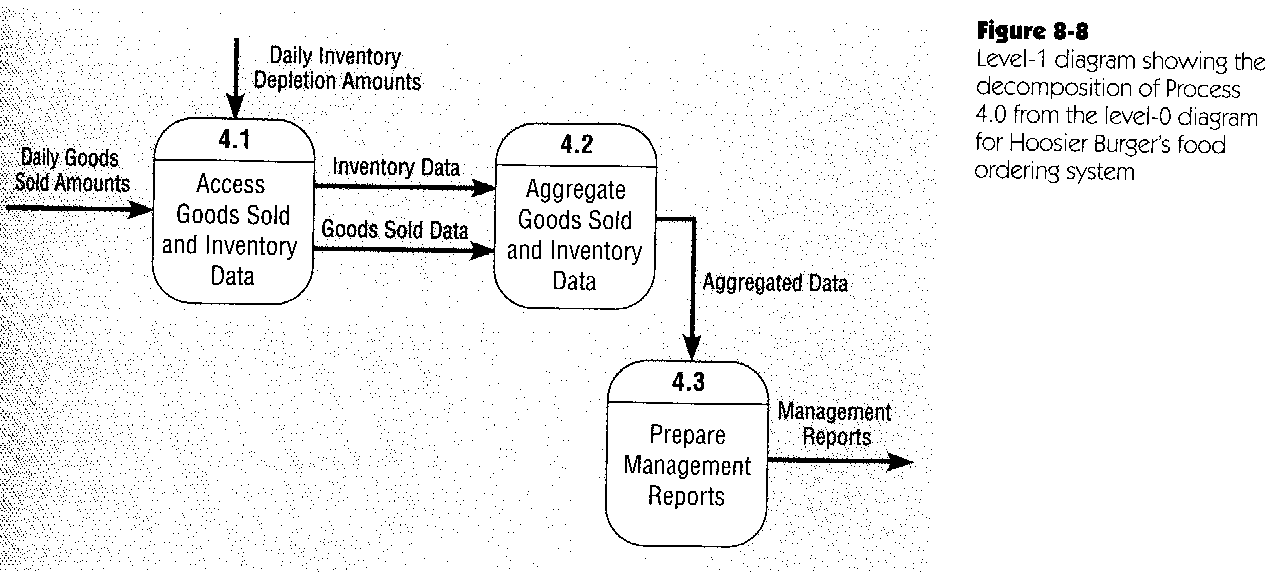 Daily Inventory
Depletion Amounts
Daily Goods
Sold Amounts
4.1
Access
Goods Sold
and Inventory
Data
Inventory Data
Goods Sold Data
4.2
Aggregate
Goods Sold
and Inventory
Data
Aggregated Data
4.3
Prepare
Management
Reports
Management
Reports
Figure 8-8
Level-1 diagram showing the
decomposition of Process
4.0 from the level-0 diagram
for Hoosier Burger's food
ordering system